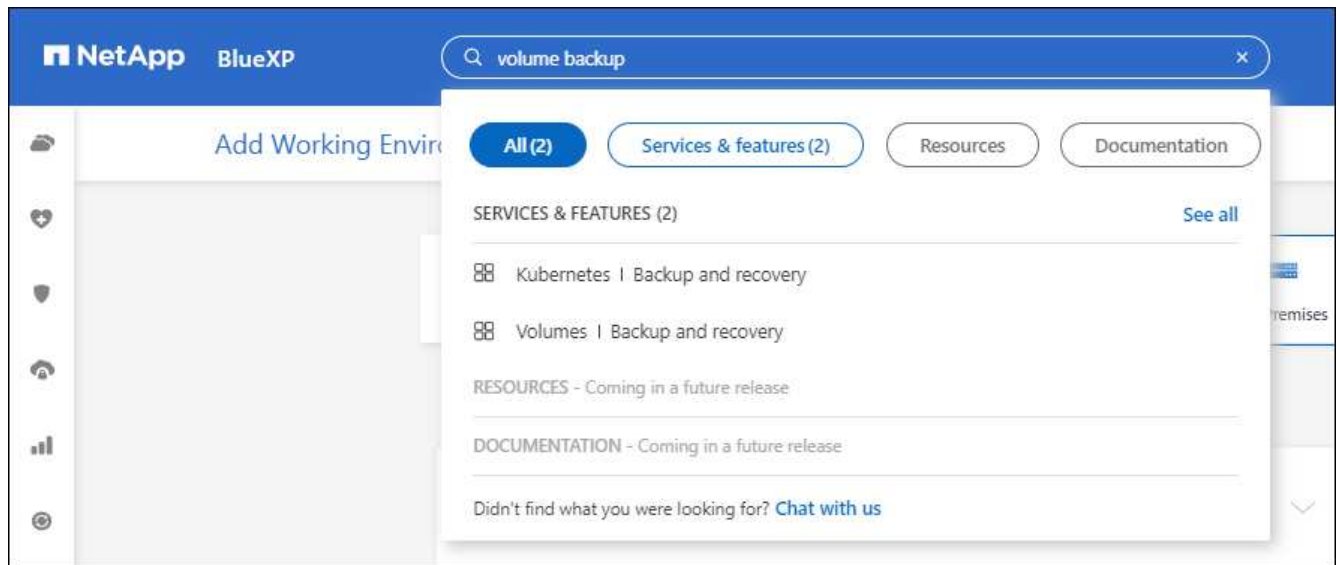 NetApp BlueXP
volume backup
Add Working Enviro
All (2)
Services & features (2)
Resources
Documentation
SERVICES & FEATURES (2)
See all
Kubernetes | Backup and recovery
Volumes | Backup and recovery
remises
RESOURCES - Coming in a future release
DOCUMENTATION - Coming in a future release
Didn't find what you were looking for? Chat with us